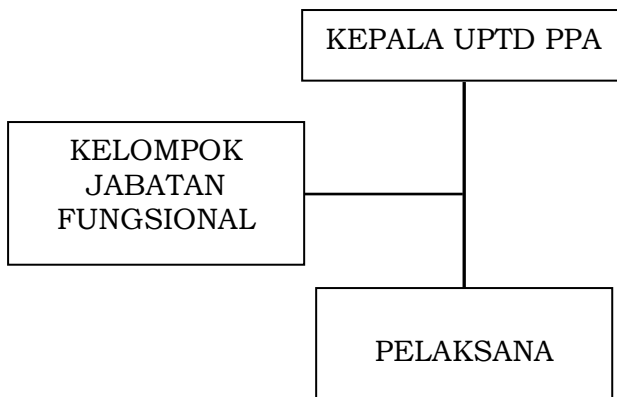 KEPALA UPTD PPA
KELOMPOK
JABATAN
FUNGSIONAL
PELAKSANA